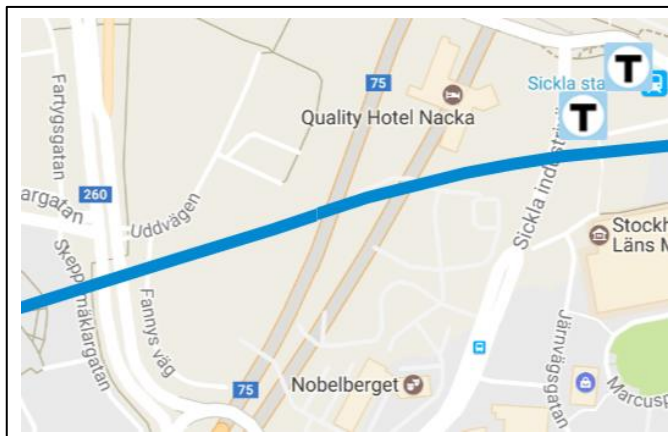 Fartygsgatan
75
T
Sickla sta
T
Quality Hotel Nacka
260
argatan
Uddvägen
Sickla industri
Stockh
Läns M
Skeppsmäklargatan
Fannys väg
Järnvägsgatan
75
Nobelberget
Marcusp